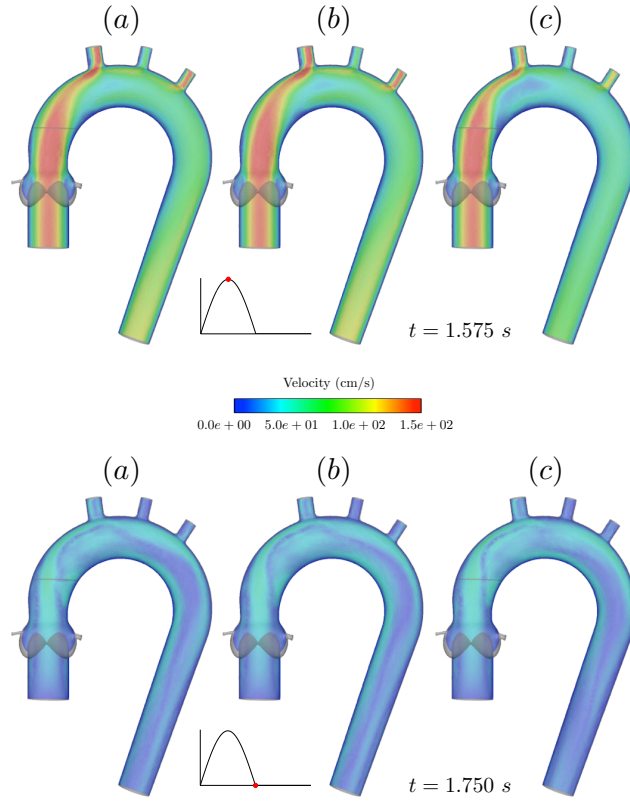 (a) (b) (c)
t = 1.575 s
Velocity (cm/s)
0.0e + 00 5.0e + 01 1.0e + 02 1.5e + 02
(a) (b) (c)
t = 1.750 s